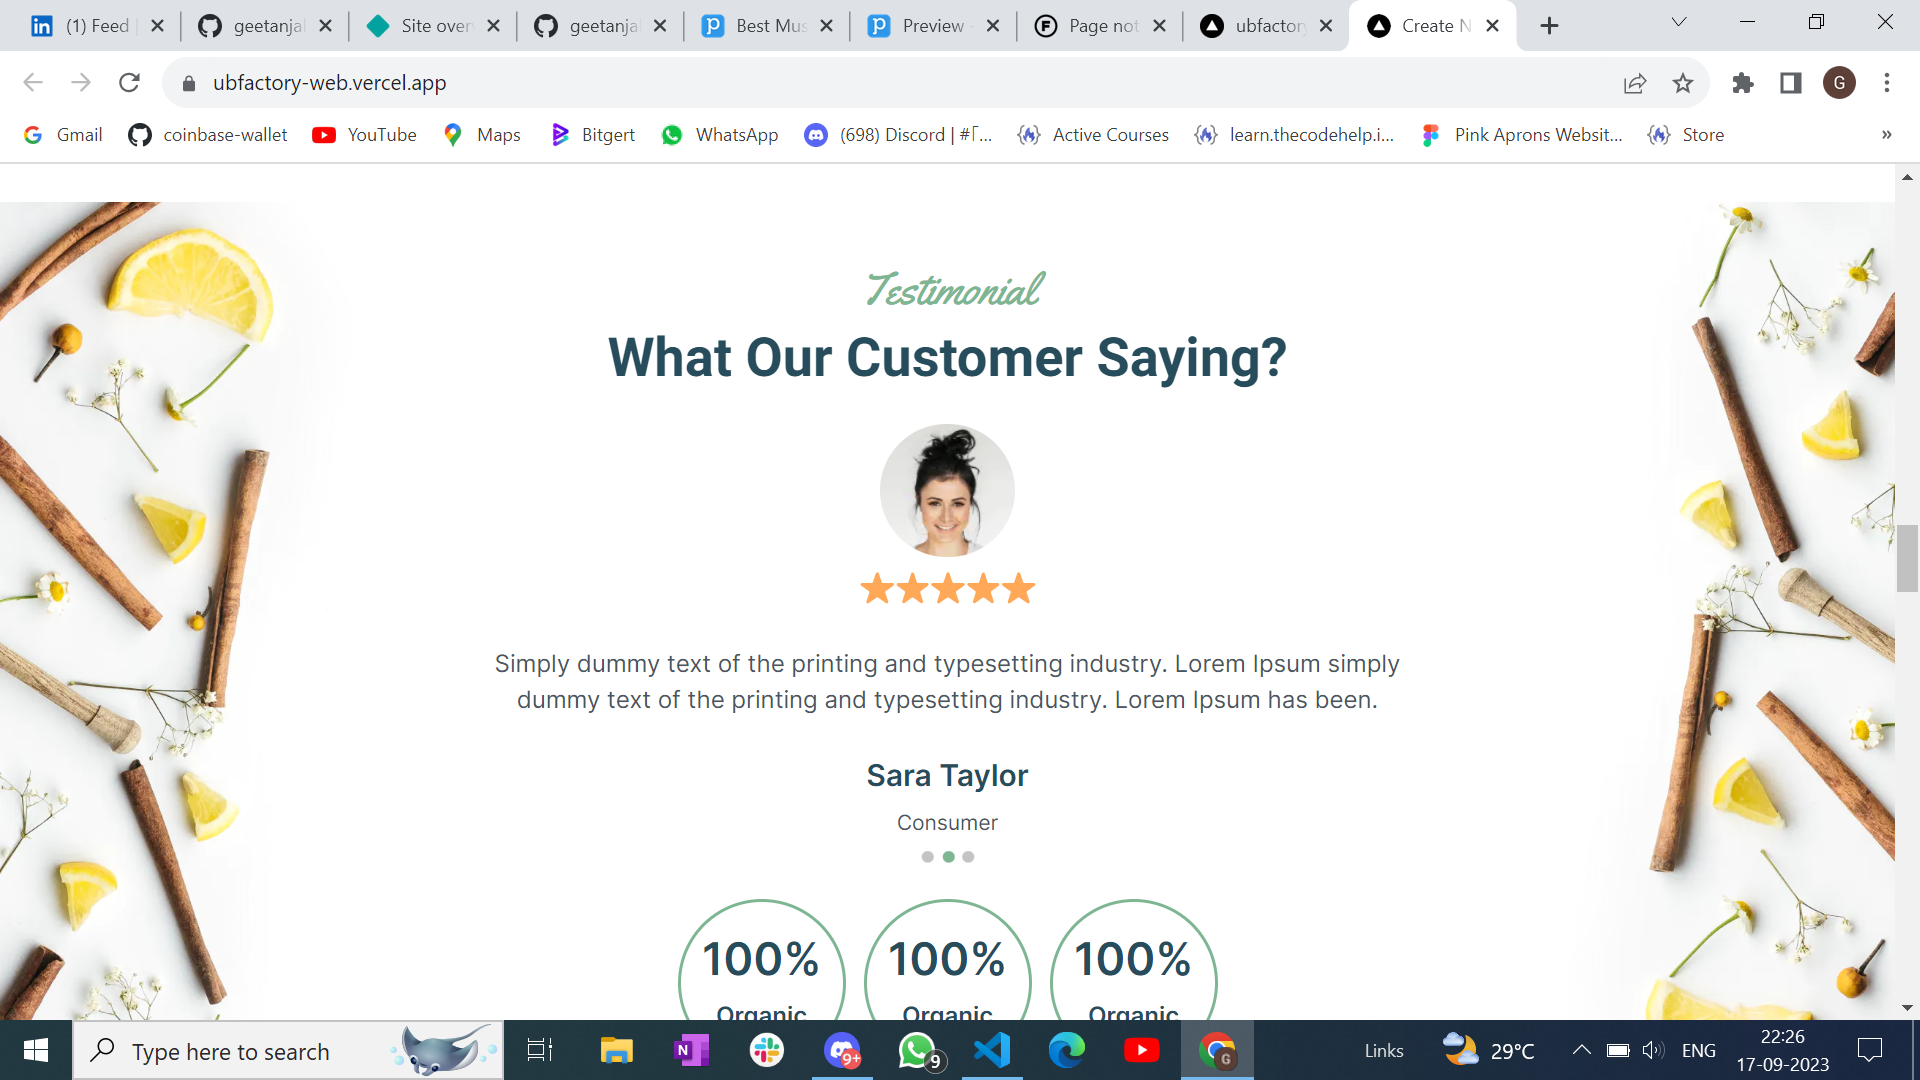 (1) Feed
geetanja
Site over
geetanja
Best Mus
Preview -
Page not
ubfactory
Create N
ubfactory-web.vercel.app
G
Gmail
coinbase-wallet
YouTube
Maps
Bitgert
WhatsApp
(698) Discord | #Γ...
Active Courses
learn.thecodehelp.i...
Pink Aprons Websit...
Store
»
Testimonial
What Our Customer Saying?
Simply dummy text of the printing and typesetting industry. Lorem Ipsum simply
dummy text of the printing and typesetting industry. Lorem Ipsum has been.
Sara Taylor
Consumer
100% 100% 100%
Organic Organic Organic
Type here to search
9+
9
Links
29°C
ENG
22:26
17-09-2023